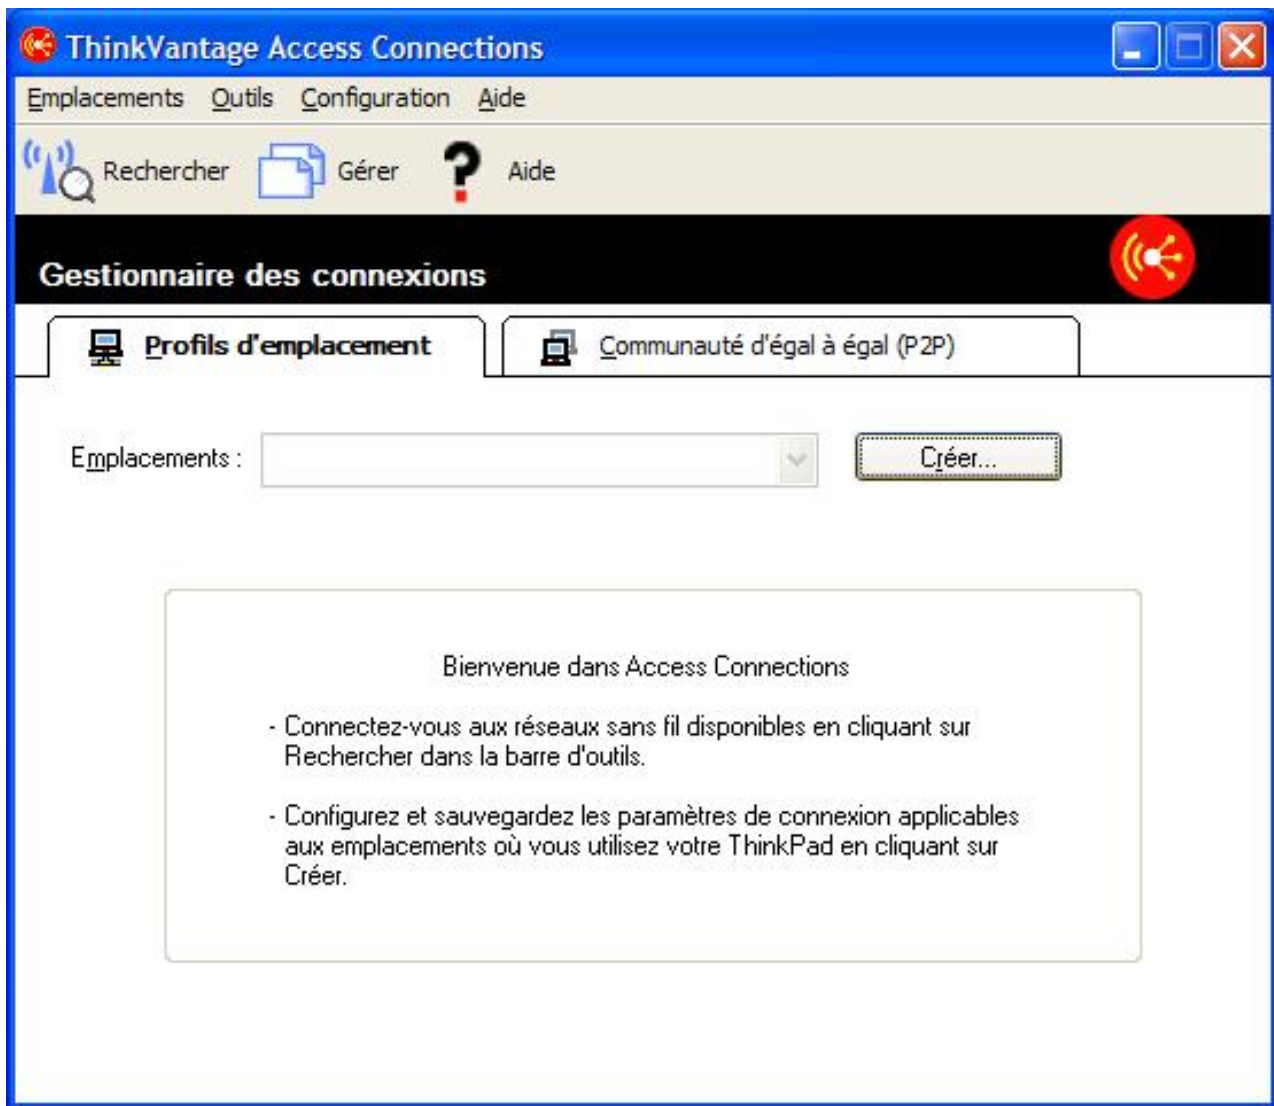 ThinkVantage Access Connections
Emplacements Outils Configuration Aide
Rechercher Gérer ? Aide
Gestionnaire des connexions
Profils d'emplacement Communauté d'égal à égal (P2P)
Emplacements : Créer...
Bienvenue dans Access Connections
- Connectez-vous aux réseaux sans fil disponibles en cliquant sur
Rechercher dans la barre d'outils.
- Configurez et sauvegardez les paramètres de connexion applicables
aux emplacements où vous utilisez votre ThinkPad en cliquant sur
Créer.